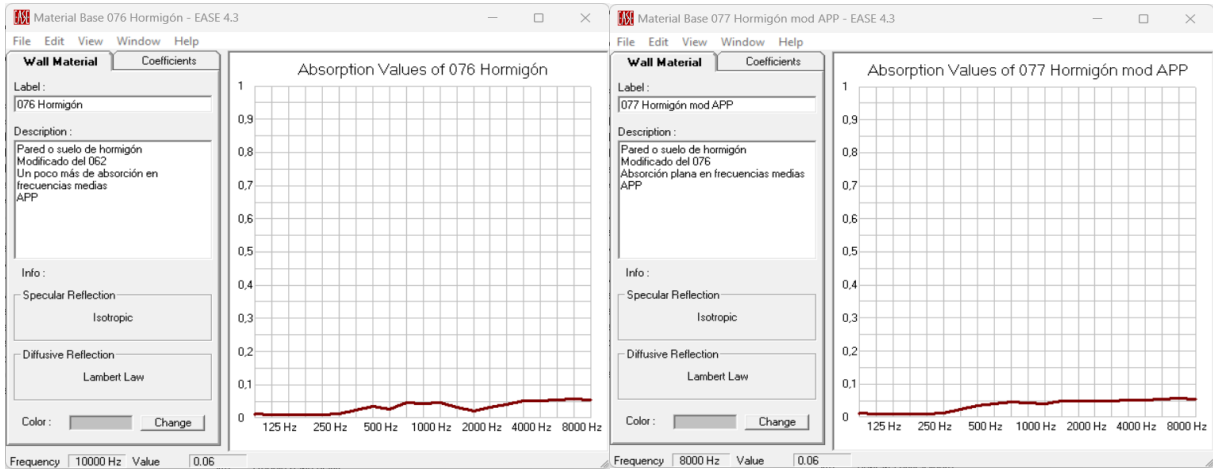 Material Base 076 Hormigón - EASE 4.3
File Edit View Window Help
Wall Material
Coefficients
Label :
076 Hormigón
Description :
Pared o suelo de hormigón
Modificado del 062
Un poco más de absorción en
frecuencias medias
APP
Info :
Specular Reflection
Isotropic
Diffusive Reflection
Lambert Law
Color :
Change
Frequency 10000 Hz Value 0.06
Absorption Values of 076 Hormigón
1
0,9
0,8
0,7
0,6
0,5
0,4
0,3
0,2
0,1
0
125 Hz 250 Hz 500 Hz 1000 Hz 2000 Hz 4000 Hz 8000 Hz
Material Base 077 Hormigón mod APP - EASE 4.3
File Edit View Window Help
Wall Material
Coefficients
Label :
077 Hormigón mod APP
Description :
Pared o suelo de hormigón
Modificado del 076
Absorción plana en frecuencias medias
APP
Info :
Specular Reflection
Isotropic
Diffusive Reflection
Lambert Law
Color :
Change
Frequency 8000 Hz Value 0.06
Absorption Values of 077 Hormigón mod APP
1
0,9
0,8
0,7
0,6
0,5
0,4
0,3
0,2
0,1
0
125 Hz 250 Hz 500 Hz 1000 Hz 2000 Hz 4000 Hz 8000 Hz